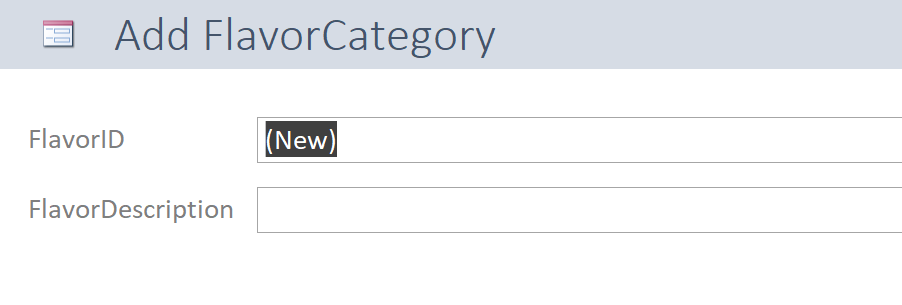 Add FlavorCategory
FlavorID
(New)
FlavorDescription